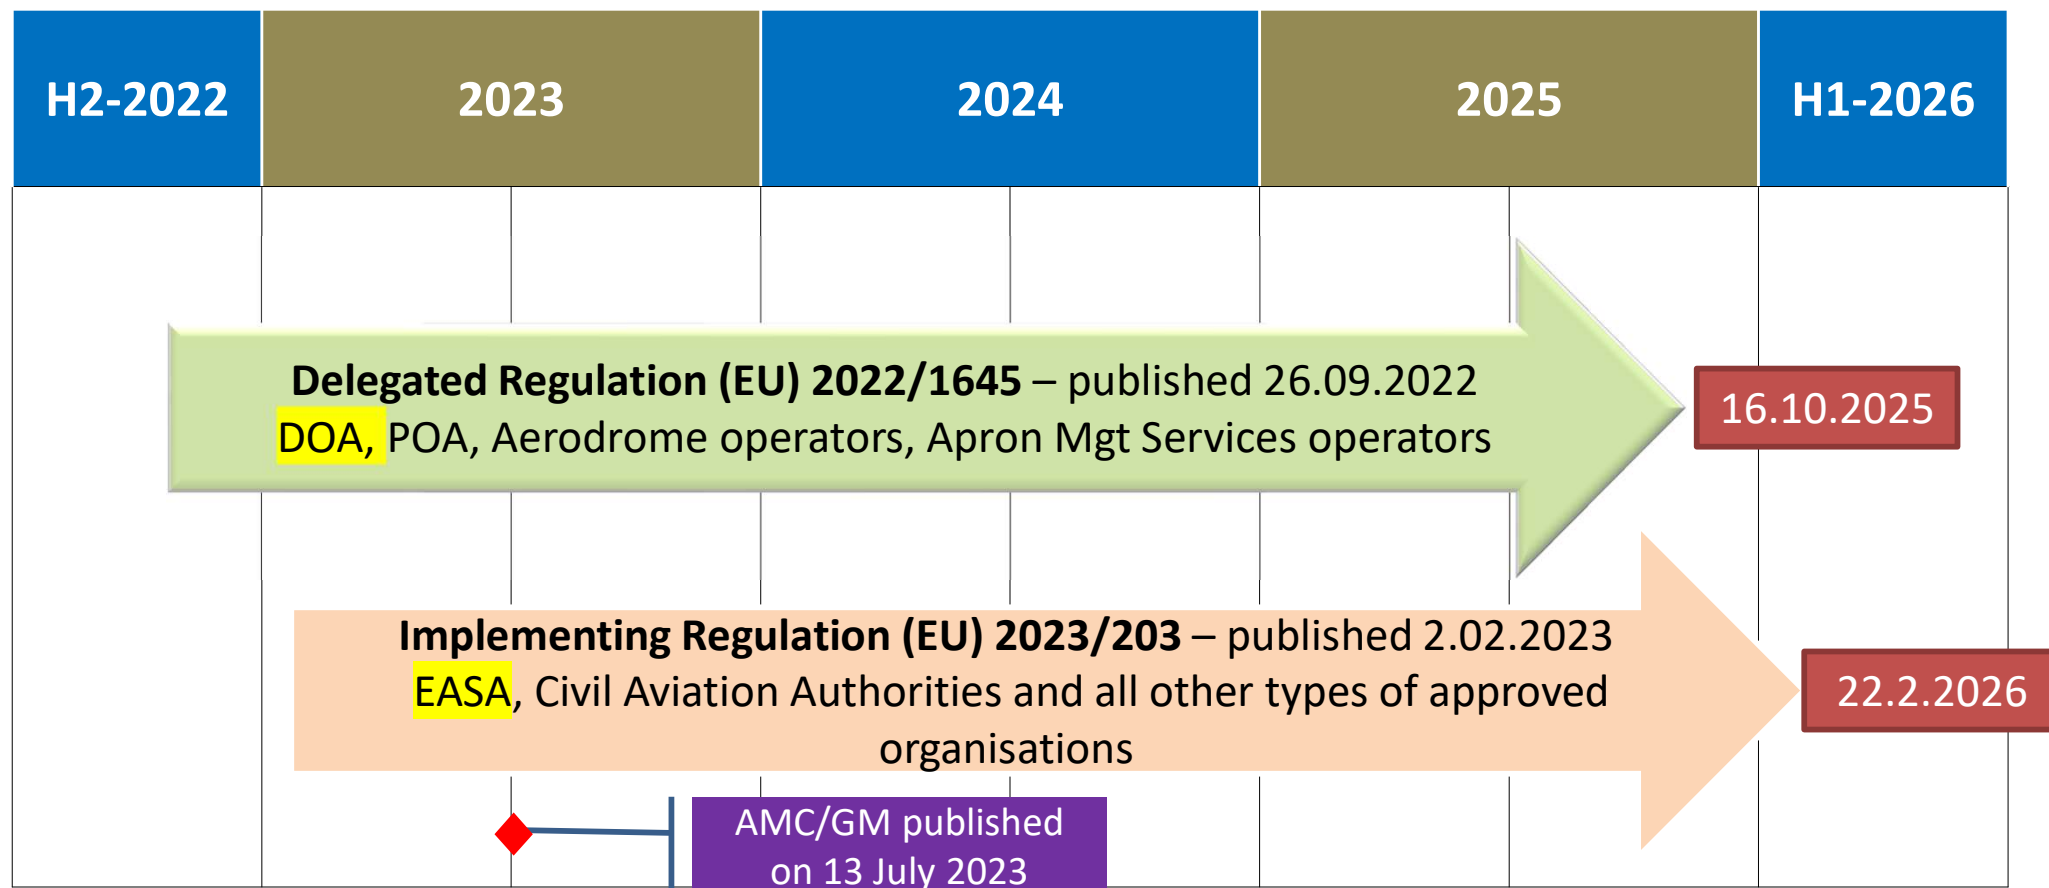 H2-2022
2023
2024
2025
H1-2026
Delegated Regulation (EU) 2022/1645 – published 26.09.2022
DOA, POA, Aerodrome operators, Apron Mgt Services operators
16.10.2025
Implementing Regulation (EU) 2023/203 – published 2.02.2023
EASA, Civil Aviation Authorities and all other types of approved
organisations
22.2.2026
AMC/GM published
on 13 July 2023